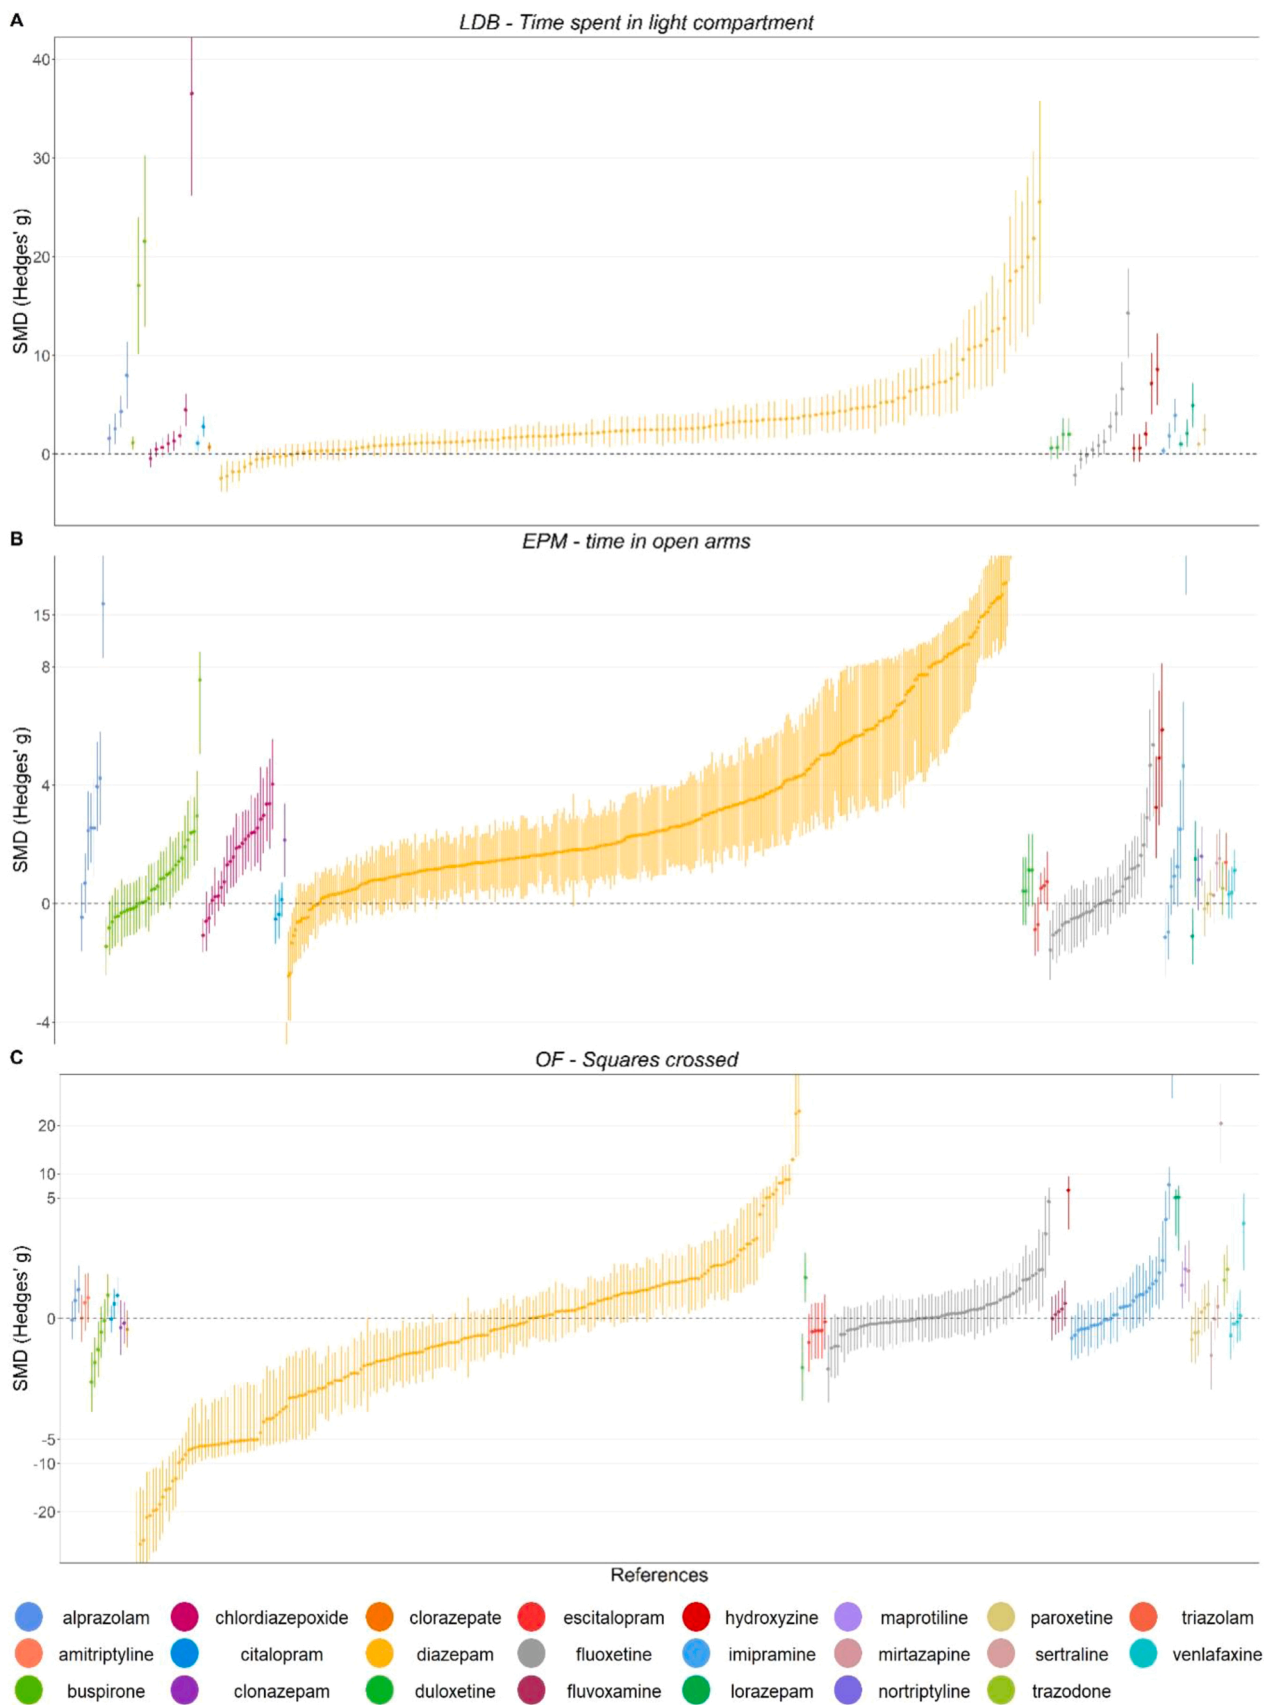 A
LDB - Time spent in light compartment
SMD (Hedges' g)
40
30
20
10
0
B
EPM - time in open arms
SMD (Hedges' g)
15
8
4
0
-4
C
OF - Squares crossed
SMD (Hedges' g)
20
10
5
0
-5
-10
-20
References
alprazolam chlordiazepoxide clorazepate escitalopram hydroxyzine maprotiline paroxetine triazolam
amitriptyline citalopram diazepam fluoxetine imipramine mirtazapine sertraline venlafaxine
buspirone clonazepam duloxetine fluvoxamine lorazepam nortriptyline trazodone